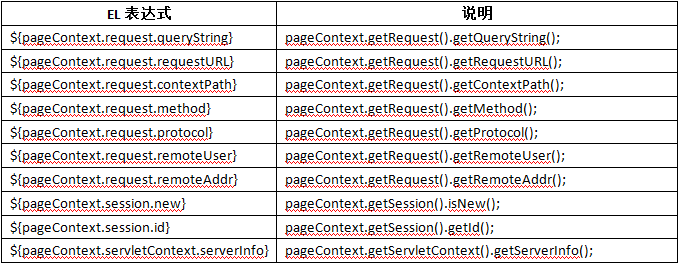 EL 表达式 说明
${pageContext.request.queryString} pageContext.getRequest().getQueryString();
${pageContext.request.requestURL} pageContext.getRequest().getRequestURL();
${pageContext.request.contextPath} pageContext.getRequest().getContextPath();
${pageContext.request.method} pageContext.getRequest().getMethod();
${pageContext.request.protocol} pageContext.getRequest().getProtocol();
${pageContext.request.remoteUser} pageContext.getRequest().getRemoteUser();
${pageContext.request.remoteAddr} pageContext.getRequest().getRemoteAddr();
${pageContext.session.new} pageContext.getSession().isNew();
${pageContext.session.id} pageContext.getSession().getId();
${pageContext.servletContext.serverInfo} pageContext.getServletContext().getServerInfo();